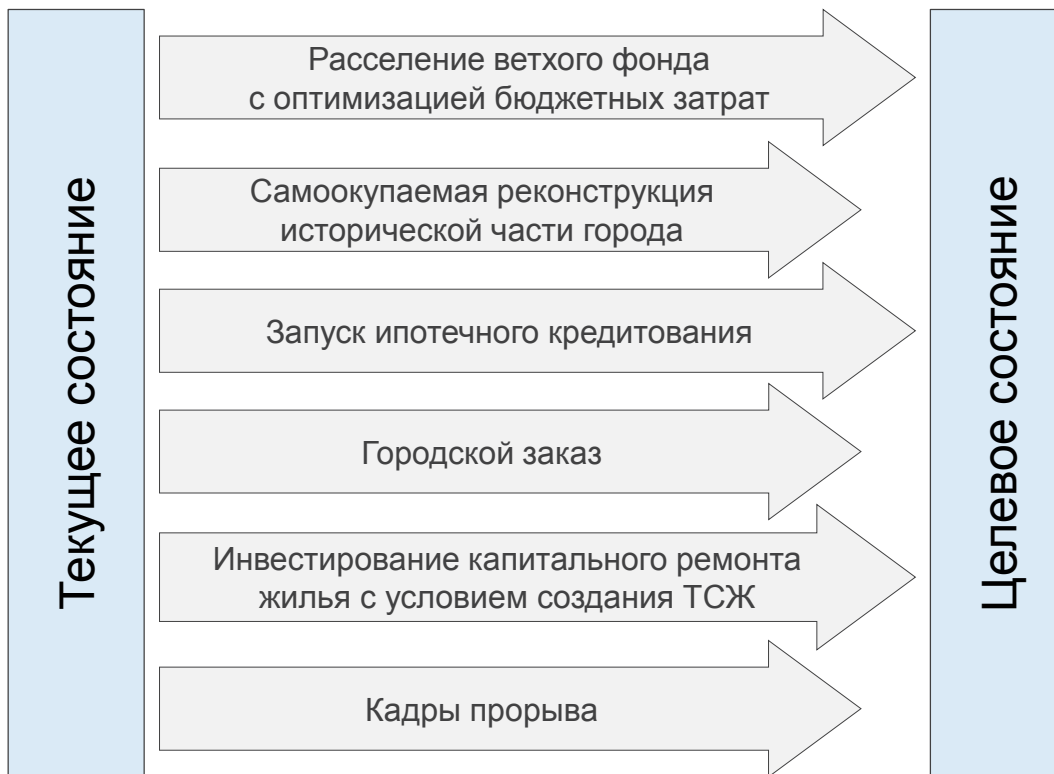 Текущее состояние
Расселение ветхого фонда
с оптимизацией бюджетных затрат
Самоокупаемая реконструкция
исторической части города
Запуск ипотечного кредитования
Городской заказ
Инвестирование капитального ремонта
жилья с условием создания ТСЖ
Кадры прорыва
Целевое состояние